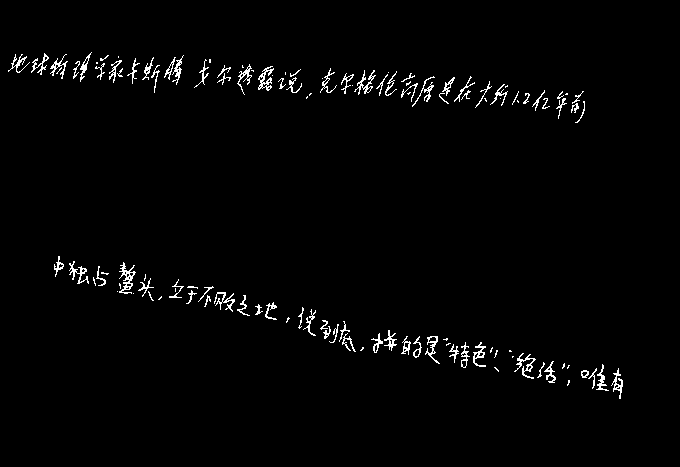 地球物理学家卡斯腾 戈尔透露说,克尔格伦高原是在大约1.2亿年前
中独占鳌头,立于不败之地,说到底,拼的是“特色”、“绝活”,唯有